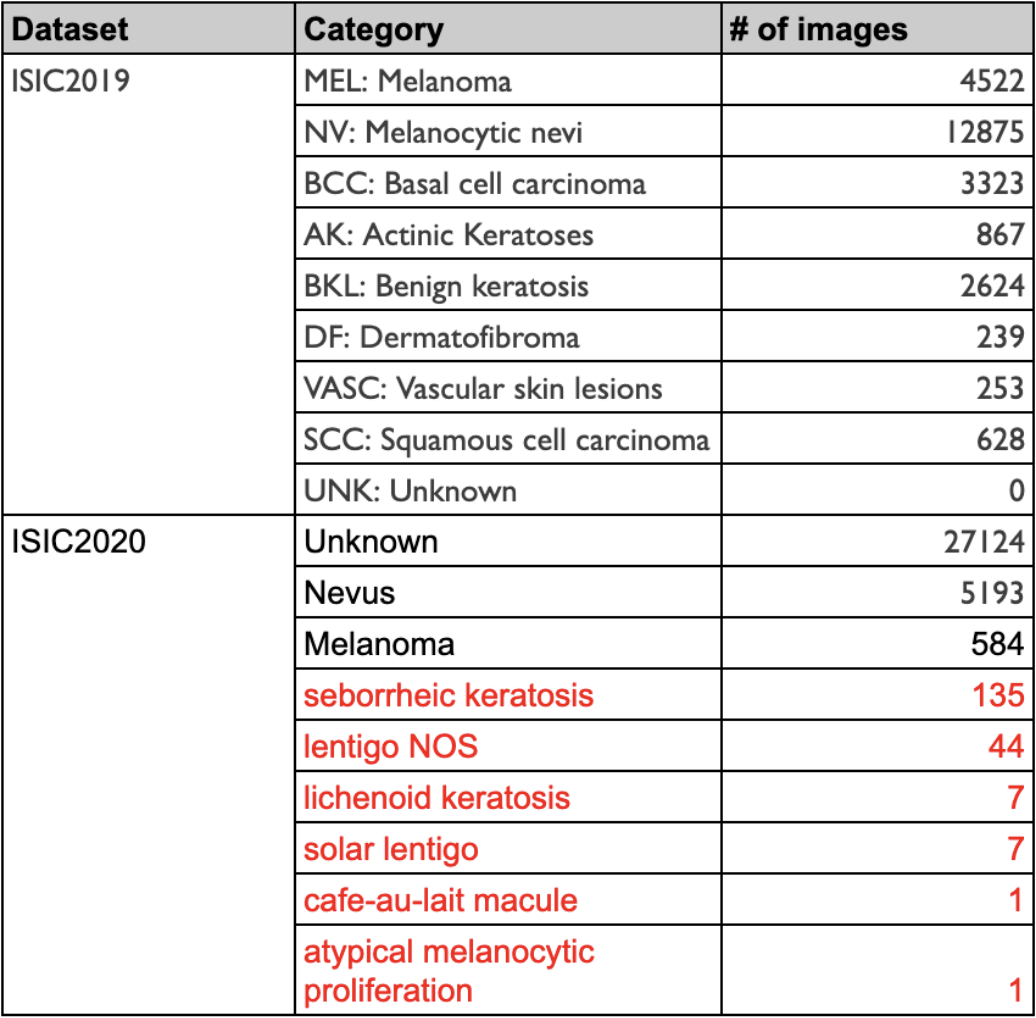 Dataset Category # of images
ISIC2019 MEL: Melanoma 4522
NV: Melanocytic nevi 12875
BCC: Basal cell carcinoma 3323
AK: Actinic Keratoses 867
BKL: Benign keratosis 2624
DF: Dermatofibroma 239
VASC: Vascular skin lesions 253
SCC: Squamous cell carcinoma 628
UNK: Unknown 0
ISIC2020 Unknown 27124
Nevus 5193
Melanoma 584
seborrheic keratosis 135
lentigo NOS 44
lichenoid keratosis 7
solar lentigo 7
cafe-au-lait macule 1
atypical melanocytic
proliferation 1